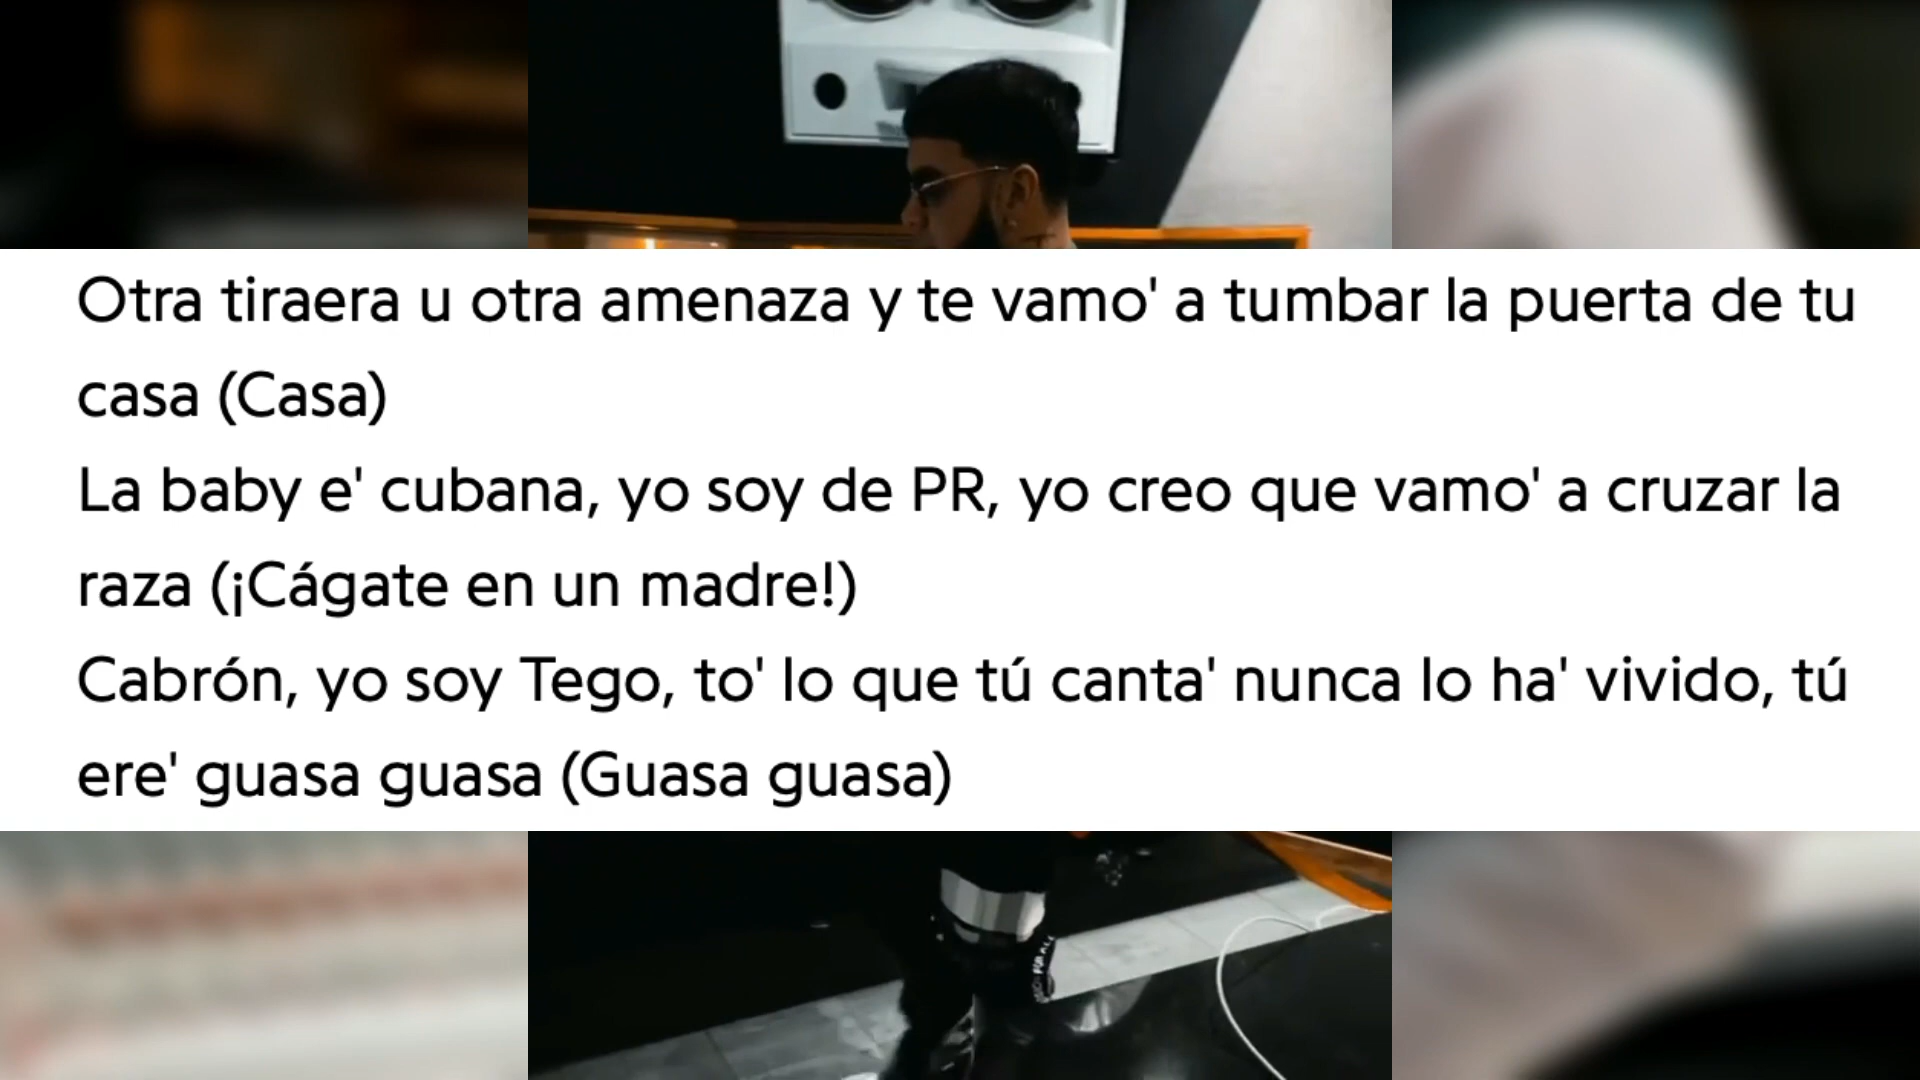 Otra tiraera u otra amenaza y te vamo' a tumbar la puerta de tu
casa (Casa)
La baby e' cubana, yo soy de PR, yo creo que vamo' a cruzar la
raza (¡Cágate en un madre!)
Cabrón, yo soy Tego, to' lo que tú canta' nunca lo ha' vivido, tú
ere' guasa guasa (Guasa guasa)